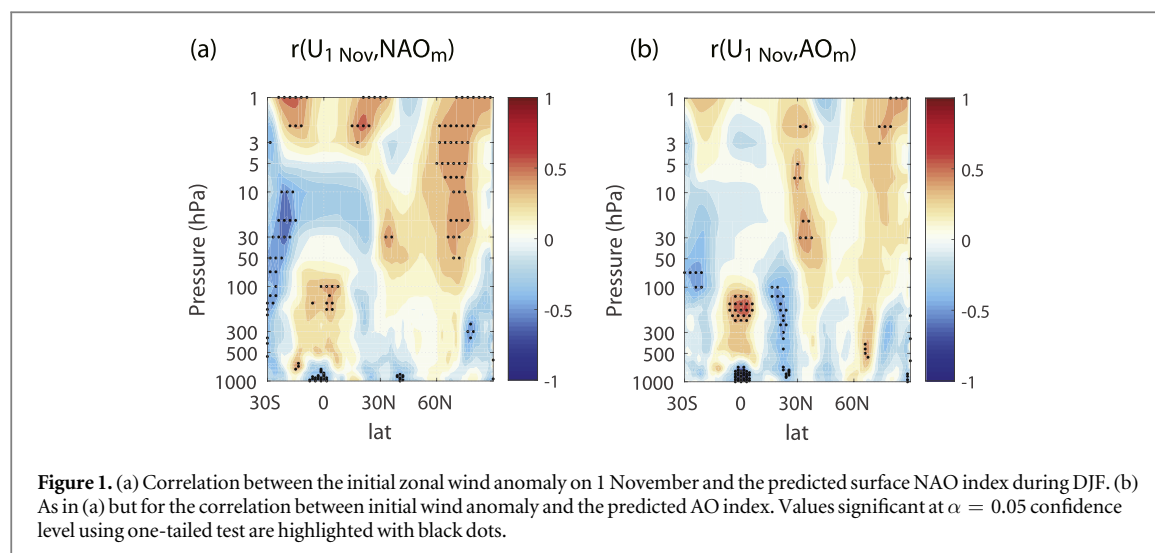 (a) r(U1 Nov,NAOm)
1
3
5
10
30
50
100
300
500
1000
Pressure (hPa)
30S 0 30N 60N
lat
1
0.5
0
-0.5
-1
(b) r(U1 Nov,AOm)
1
3
5
10
30
50
100
300
500
1000
Pressure (hPa)
30S 0 30N 60N
lat
1
0.5
0
-0.5
-1
Figure 1. (a) Correlation between the initial zonal wind anomaly on 1 November and the predicted surface NAO index during DJF. (b)
As in (a) but for the correlation between initial wind anomaly and the predicted AO index. Values significant at α = 0.05 confidence
level using one-tailed test are highlighted with black dots.